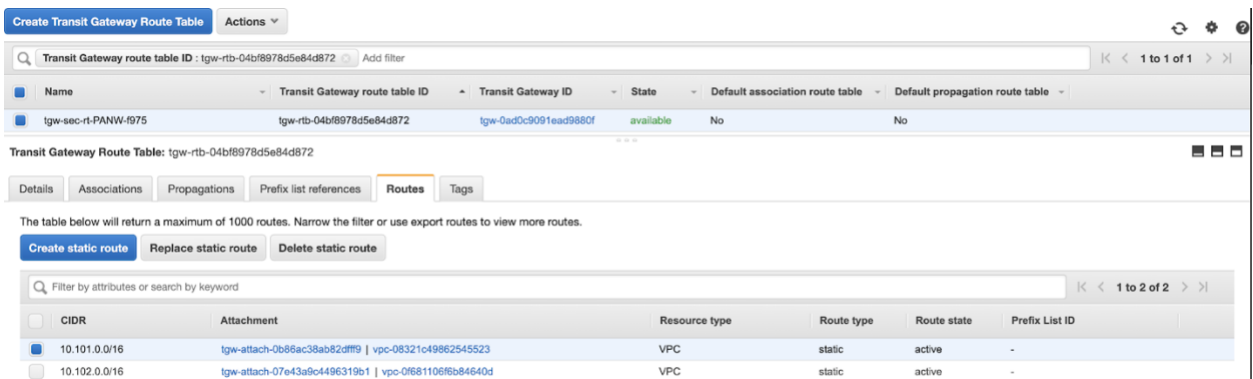 Create Transit Gateway Route Table Actions
Transit Gateway route table ID : tgw-rtb-04bf8978d5e84d872 Add filter 1 to 1 of 1
Name Transit Gateway route table ID Transit Gateway ID State Default association route table Default propagation route table
tgw-sec-rt-PANW-f975 tgw-rtb-04bf8978d5e84d872 tgw-0ad0c9091ead9880f available No No
Transit Gateway Route Table: tgw-rtb-04bf8978d5e84d872
Details Associations Propagations Prefix list references Routes Tags
The table below will return a maximum of 1000 routes. Narrow the filter or use export routes to view more routes.
Create static route Replace static route Delete static route
Filter by attributes or search by keyword 1 to 2 of 2
CIDR Attachment Resource type Route type Route state Prefix List ID
10.101.0.0/16 tgw-attach-0b86ac38ab82dfff9 | vpc-08321c49862545523 VPC static active -
10.102.0.0/16 tgw-attach-07e43a9c4496319b1 | vpc-0f681106f6b84640d VPC static active -